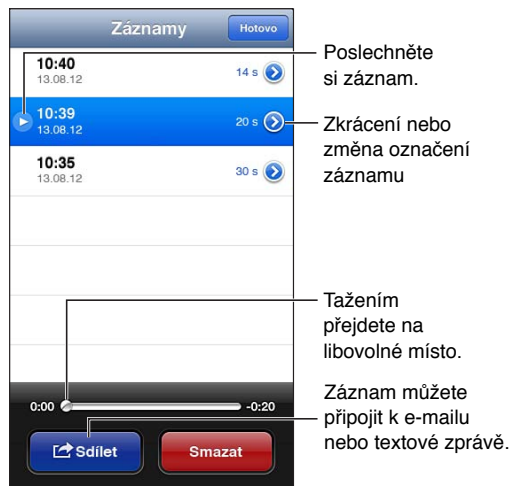 Záznamy
Hotovo
10:40
13.08.12
14 s
10:39
13.08.12
20 s
10:35
13.08.12
30 s
0:00
-0:20
Sdílet
Smazat
Poslechněte
si záznam.
Zkrácení nebo
změna označení
záznamu
Tažením
přejdete na
libovolné místo.
Záznam můžete
připojit k e-mailu
nebo textové zprávě.